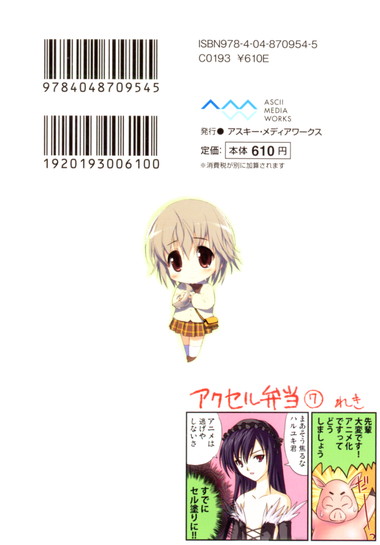 ISBN978-4-04-870954-5
C0193 ¥610E
9784048709545
ASCII
MEDIA
WORKS
発行●アスキー・メディアワークス
1920193006100
定価：本体610円
※消費税が別に加算されます
アクセル弁当⑦ れき
先輩
大変です！
アニメ化
ですって
どう
しましょう
まあそう焦るな
ハルユキ君
アニメは
逃げや
しないさ
すでに
セル塗りに!!